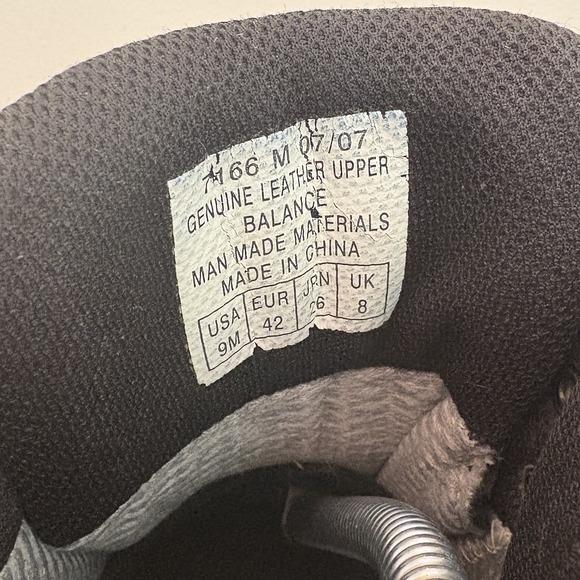 7166 M 07/07
GENUINE LEATHER UPPER
BALANCE
MAN MADE MATERIALS
MADE IN CHINA
USA EUR JPN UK
9M 42 26 8